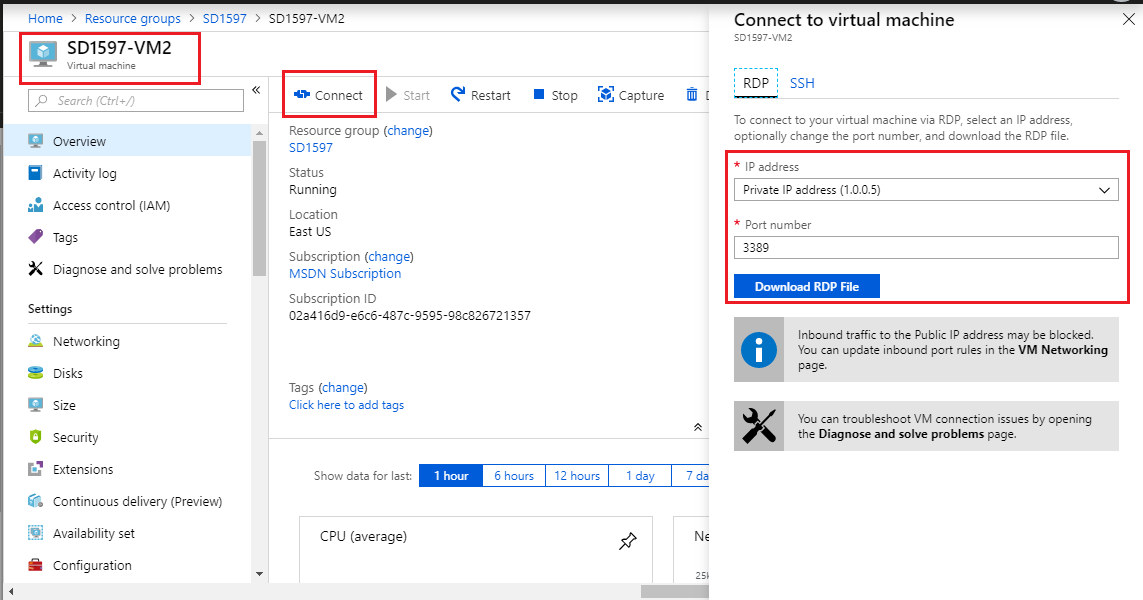 Home > Resource groups > SD1597 > SD1597-VM2
SD1597-VM2
Virtual machine
Search (Ctrl+/)
«
Overview
Activity log
Access control (IAM)
Tags
Diagnose and solve problems
Settings
Networking
Disks
Size
Security
Extensions
Continuous delivery (Preview)
Availability set
Configuration
Connect Start Restart Stop Capture D
Resource group (change)
SD1597
Status
Running
Location
East US
Subscription (change)
MSDN Subscription
Subscription ID
02a416d9-e6c6-487c-9595-98c826721357
Tags (change)
Click here to add tags
Show data for last: 1 hour 6 hours 12 hours 1 day 7 da
CPU (average)
Ne
25k
Connect to virtual machine
SD1597-VM2
RDP SSH
To connect to your virtual machine via RDP, select an IP address,
optionally change the port number, and download the RDP file.
* IP address
Private IP address (1.0.0.5)
* Port number
3389
Download RDP File
Inbound traffic to the Public IP address may be blocked.
You can update inbound port rules in the VM Networking
page.
You can troubleshoot VM connection issues by opening
the Diagnose and solve problems page.